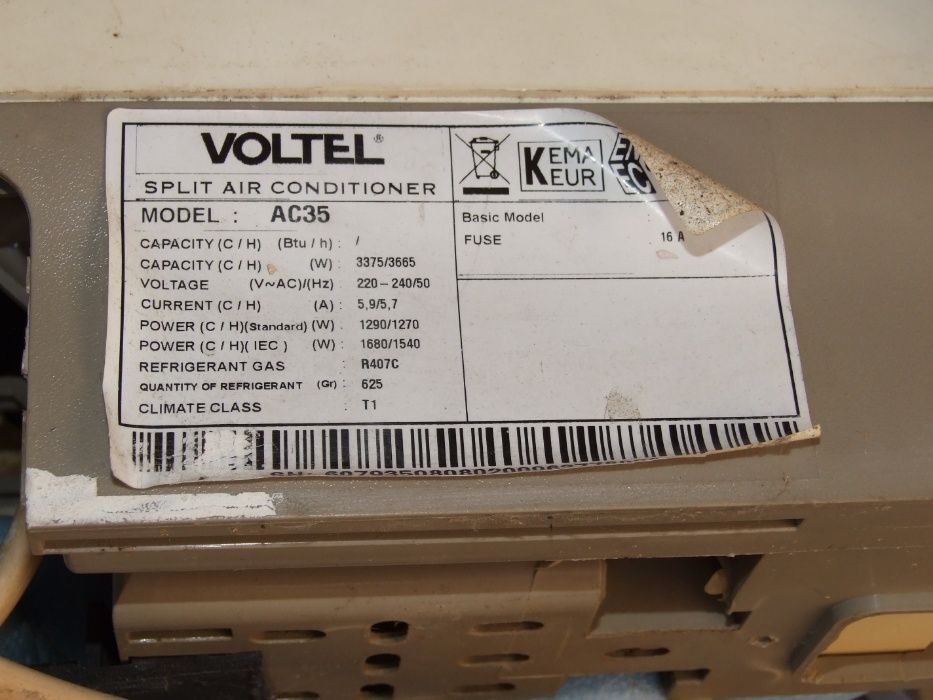 VOLTEL®
SPLIT AIR CONDITIONER
MODEL : AC35
CAPACITY (C / H) (Btu / h) : /
CAPACITY (C / H) (W) : 3375/3665
VOLTAGE (V~AC)/(Hz) : 220-240/50
CURRENT (C / H) (A) : 5,9/5,7
POWER (C / H)(Standard) (W) : 1290/1270
POWER (C / H)( IEC ) (W) : 1680/1540
REFRIGERANT GAS : R407C
QUANTITY OF REFRIGERANT (Gr) : 625
CLIMATE CLASS : T1
KEMA
KEUR
EC
Basic Model :
FUSE 16 A